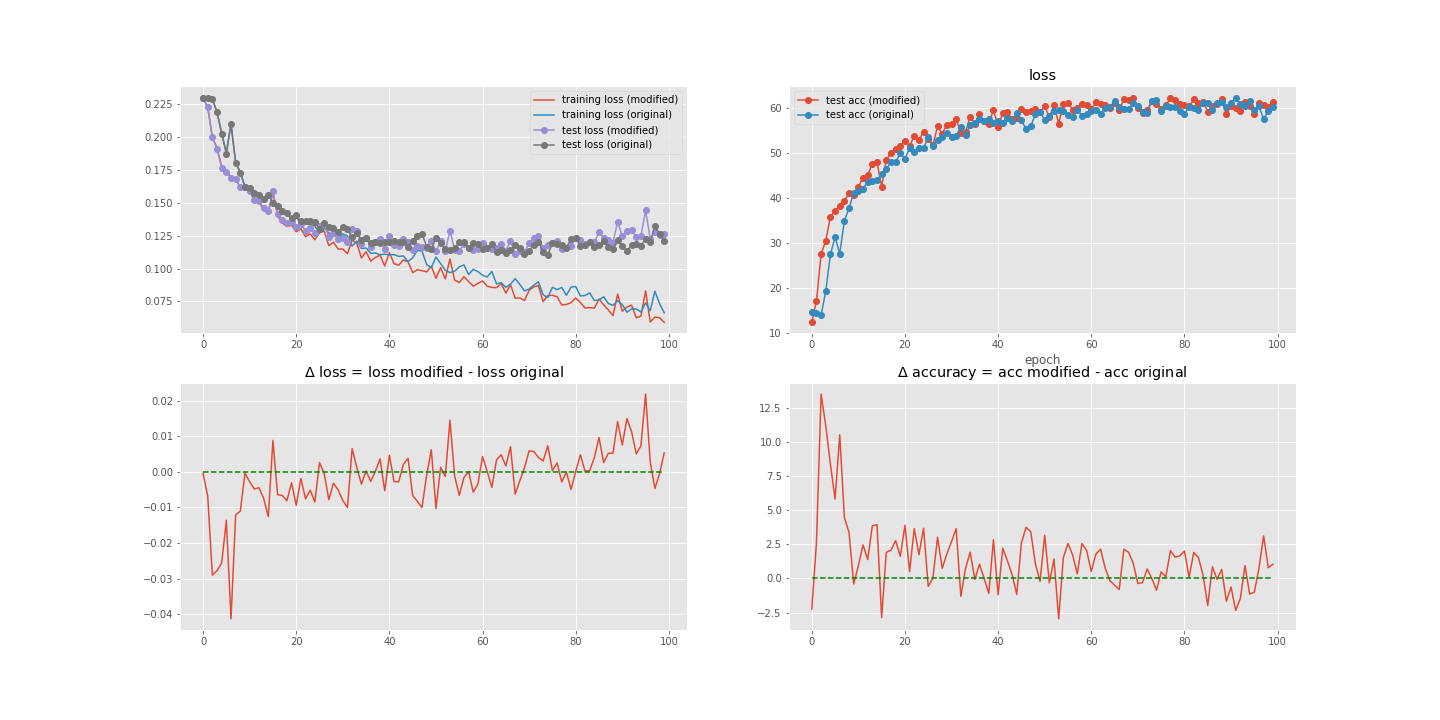 training loss (modified)
training loss (original)
test loss (modified)
test loss (original)
0.225
0.200
0.175
0.150
0.125
0.100
0.075
0 20 40 60 80 100
loss
test acc (modified)
test acc (original)
60
50
40
30
20
10
0 20 40 60 80 100
epoch
Δ loss = loss modified - loss original
0.02
0.01
0.00
−0.01
−0.02
−0.03
−0.04
0 20 40 60 80 100
Δ accuracy = acc modified - acc original
12.5
10.0
7.5
5.0
2.5
0.0
−2.5
0 20 40 60 80 100